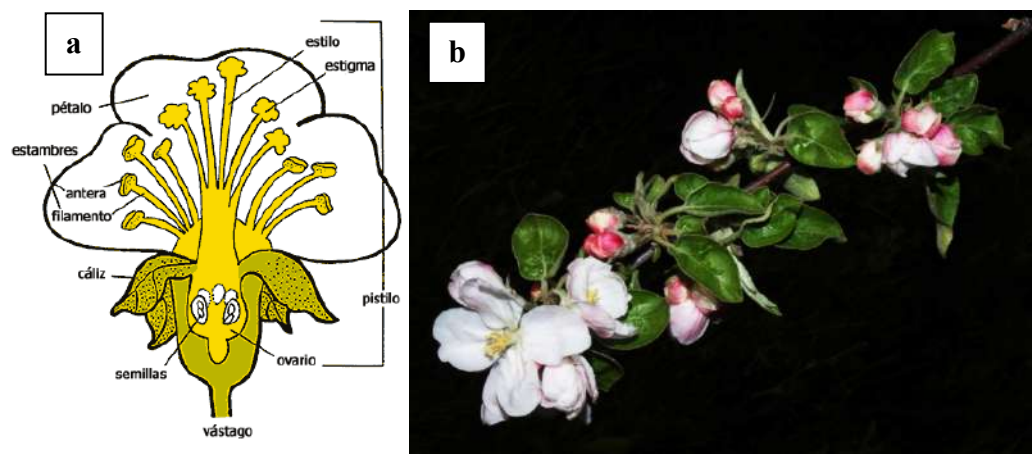 a
estilo
estigma
pétalo
estambres
antera
filamento
cáliz
pistilo
semillas
ovario
vástago
b